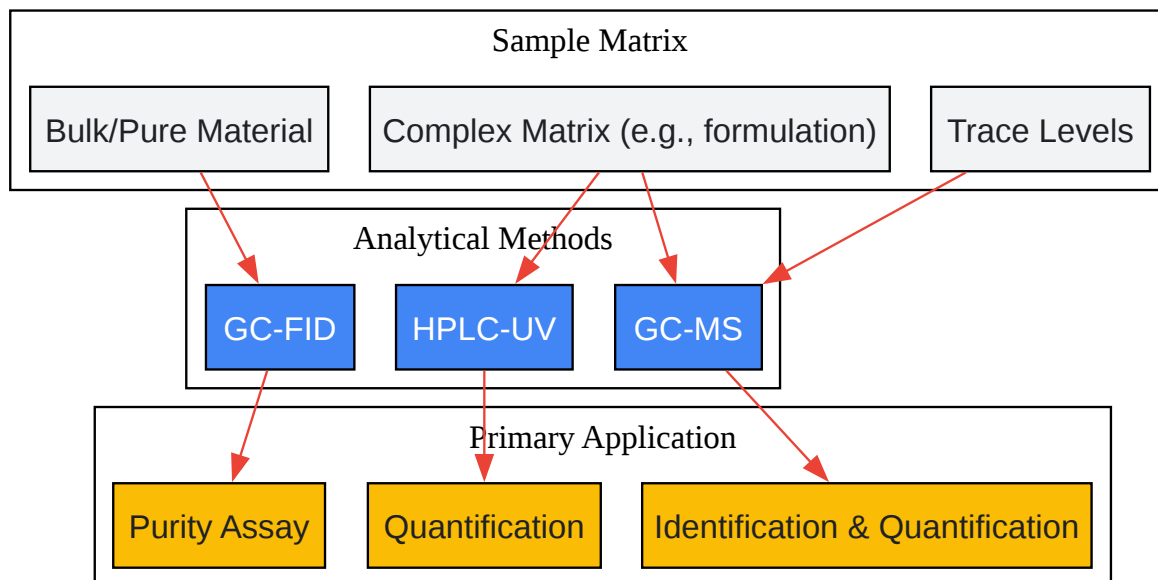 Sample Matrix
Bulk/Pure Material
Complex Matrix (e.g., formulation)
Trace Levels
Analytical Methods
GC-FID
HPLC-UV
GC-MS
Primary Application
Purity Assay
Quantification
Identification & Quantification